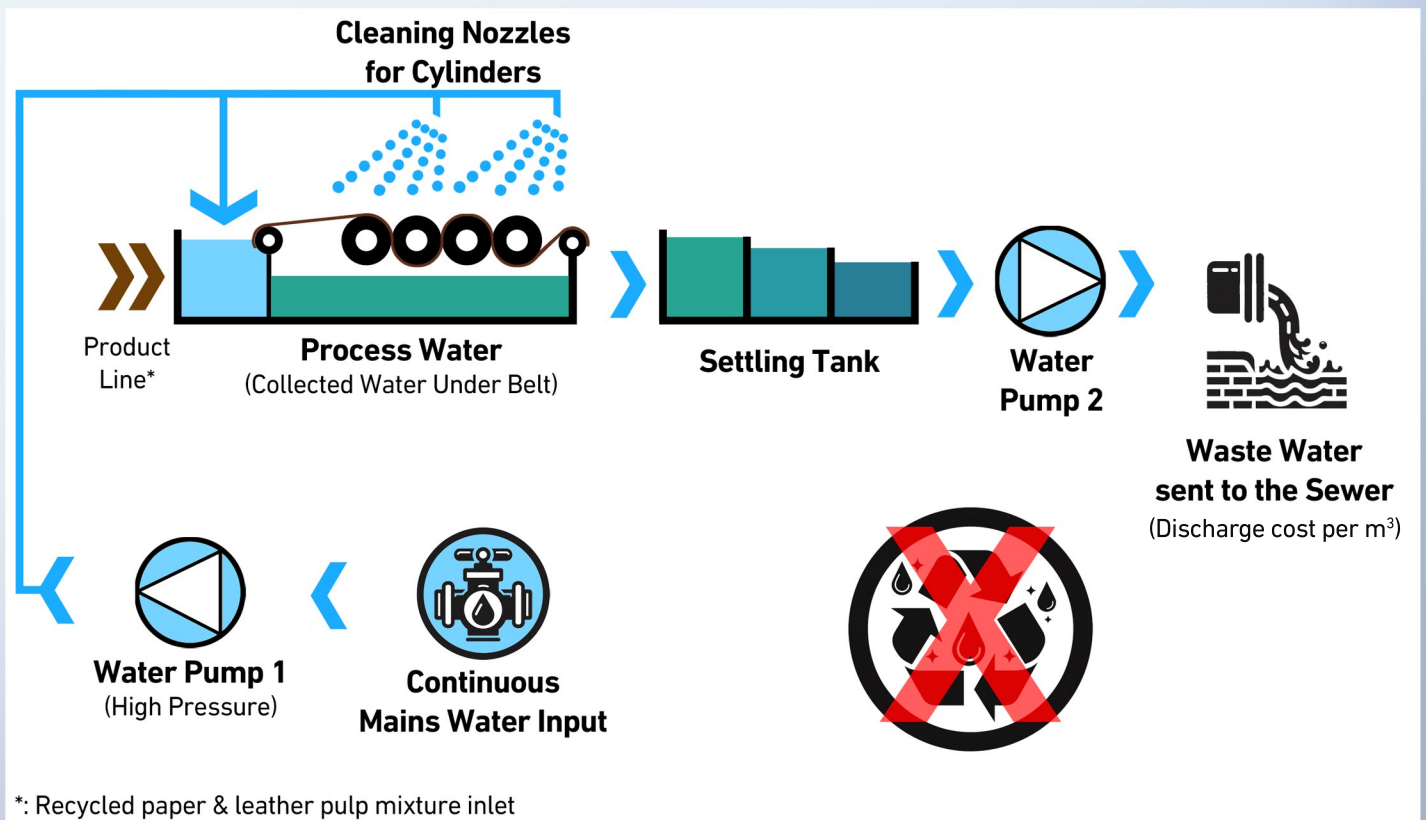 Cleaning Nozzles
for Cylinders
Product
Line*
Process Water
(Collected Water Under Belt)
Settling Tank
Water
Pump 2
Waste Water
sent to the Sewer
(Discharge cost per m³)
Water Pump 1
(High Pressure)
Continuous
Mains Water Input
*: Recycled paper & leather pulp mixture inlet